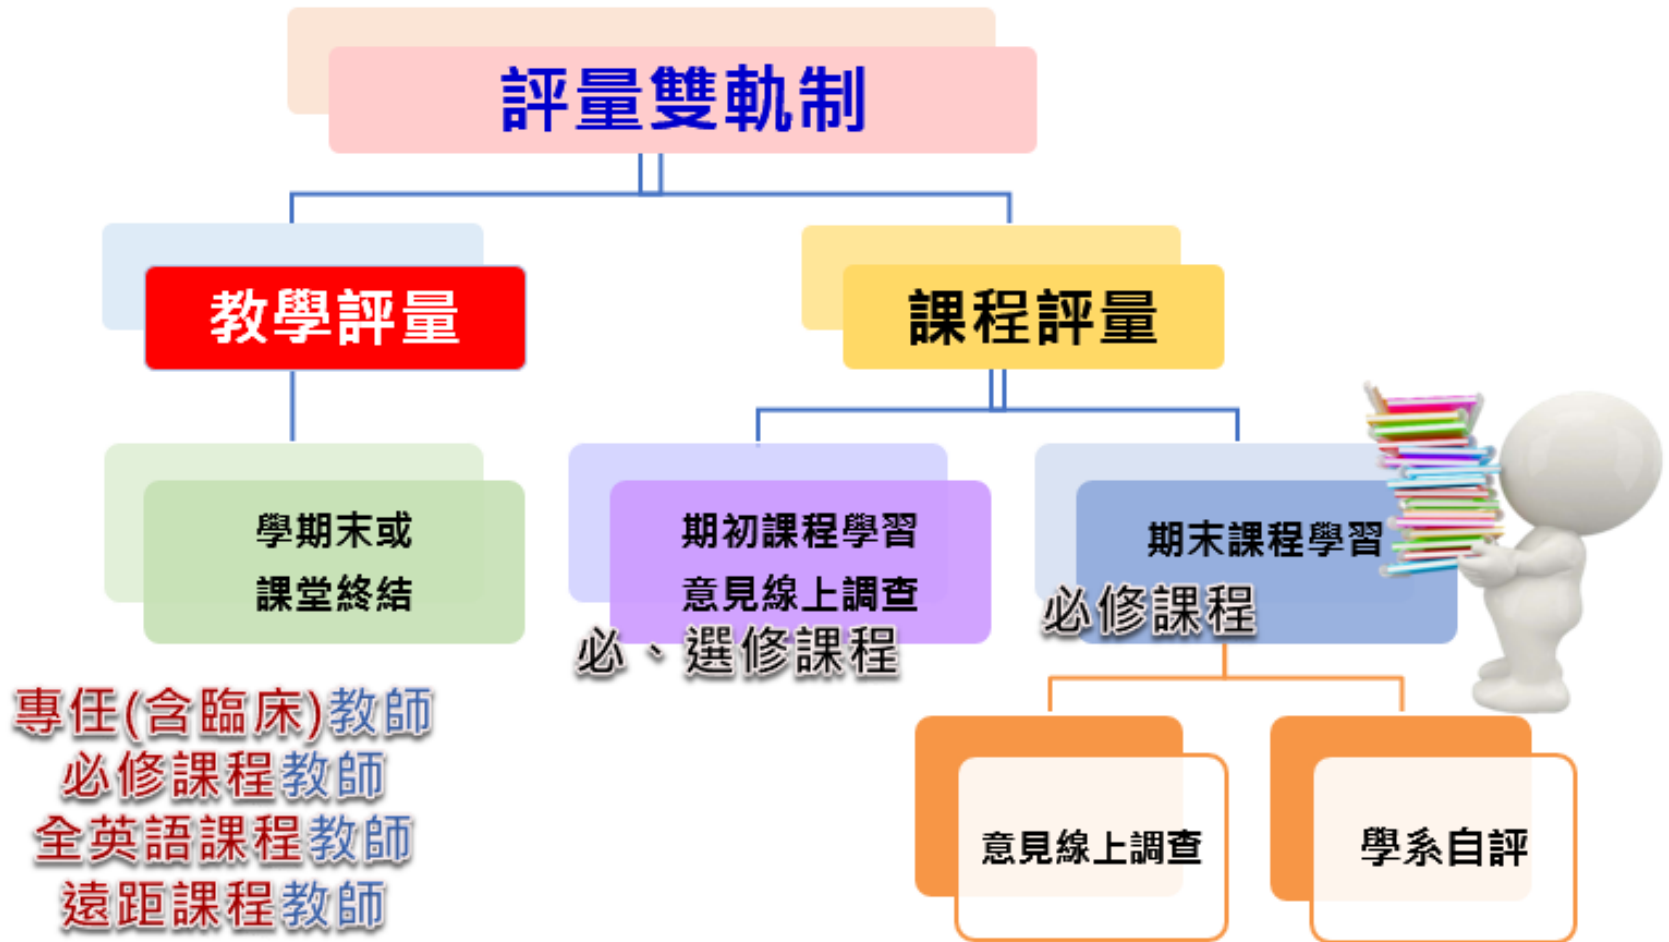 評量雙軌制
教學評量
課程評量
學期末或
課堂終結
期初課程學習
意見線上調查
必、選修課程
期末課程學習
必修課程
專任(含臨床)教師
必修課程教師
全英語課程教師
遠距課程教師
意見線上調查
學系自評